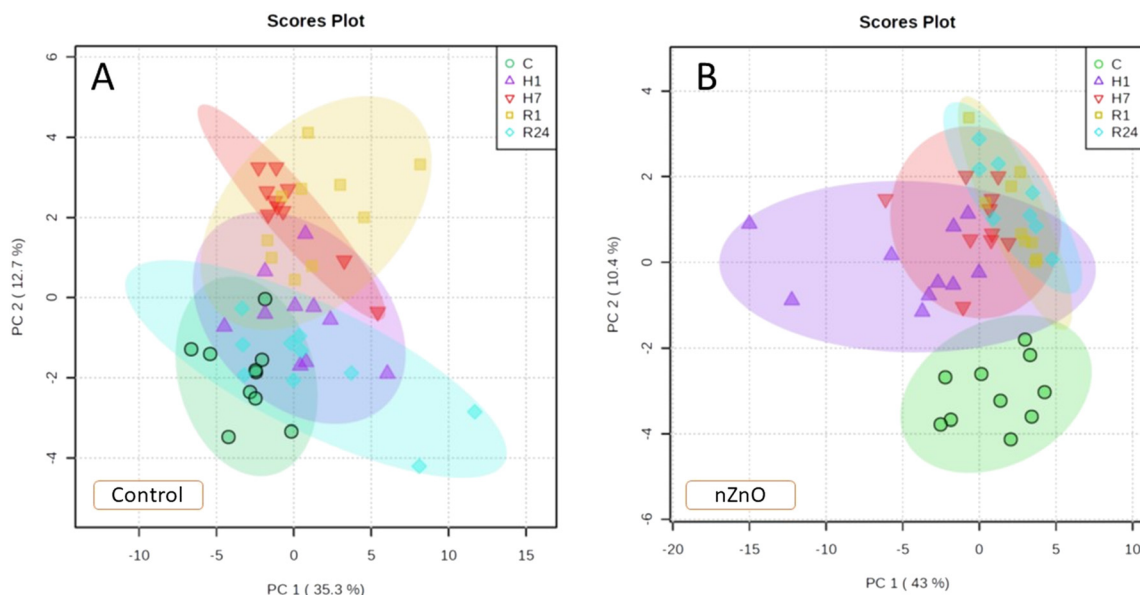 Scores Plot
A
C
H1
H7
R1
R24
6
4
2
0
-2
-4
PC 2 ( 12.7 %)
Control
-10
-5
0
5
10
15
PC 1 ( 35.3 %)
Scores Plot
B
C
H1
H7
R1
R24
4
2
0
-2
-4
-6
PC 2 ( 10.4 %)
nZnO
-20
-15
-10
-5
0
5
10
PC 1 ( 43 %)